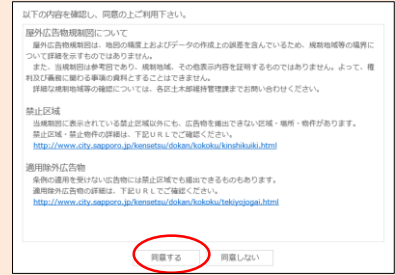 以下の内容を確認し、同意の上ご利用下さい。
屋外広告物規制図について
屋外広告物規制図は、地図の精度上およびデータの作成上の誤差を含んでいるため、規制地域等の境界に
ついて詳細を示すものではありません。
また、当規制図は参考図であり、規制地域、その他表示内容を証明するものではありません。よって、権
利及び義務に関わる事項の資料とすることはできません。
詳細な規制地域等の確認については、各区土木部維持管理課までお問い合わせください。
禁止区域
当規制図に表示されている禁止区域以外にも、広告物を掲出できない区域・場所・物件があります。
禁止区域・禁止物件の詳細は、下記ＵＲＬでご確認ください。
http://www.city.sapporo.jp/kensetsu/dokan/kokoku/kinshikuiki.html
適用除外広告物
条例の適用を受けない広告物には禁止区域でも掲出できるものもあります。
適用除外広告物の詳細は、下記ＵＲＬでご確認ください。
http://www.city.sapporo.jp/kensetsu/dokan/kokoku/tekiyojogai.html
同意する 同意しない